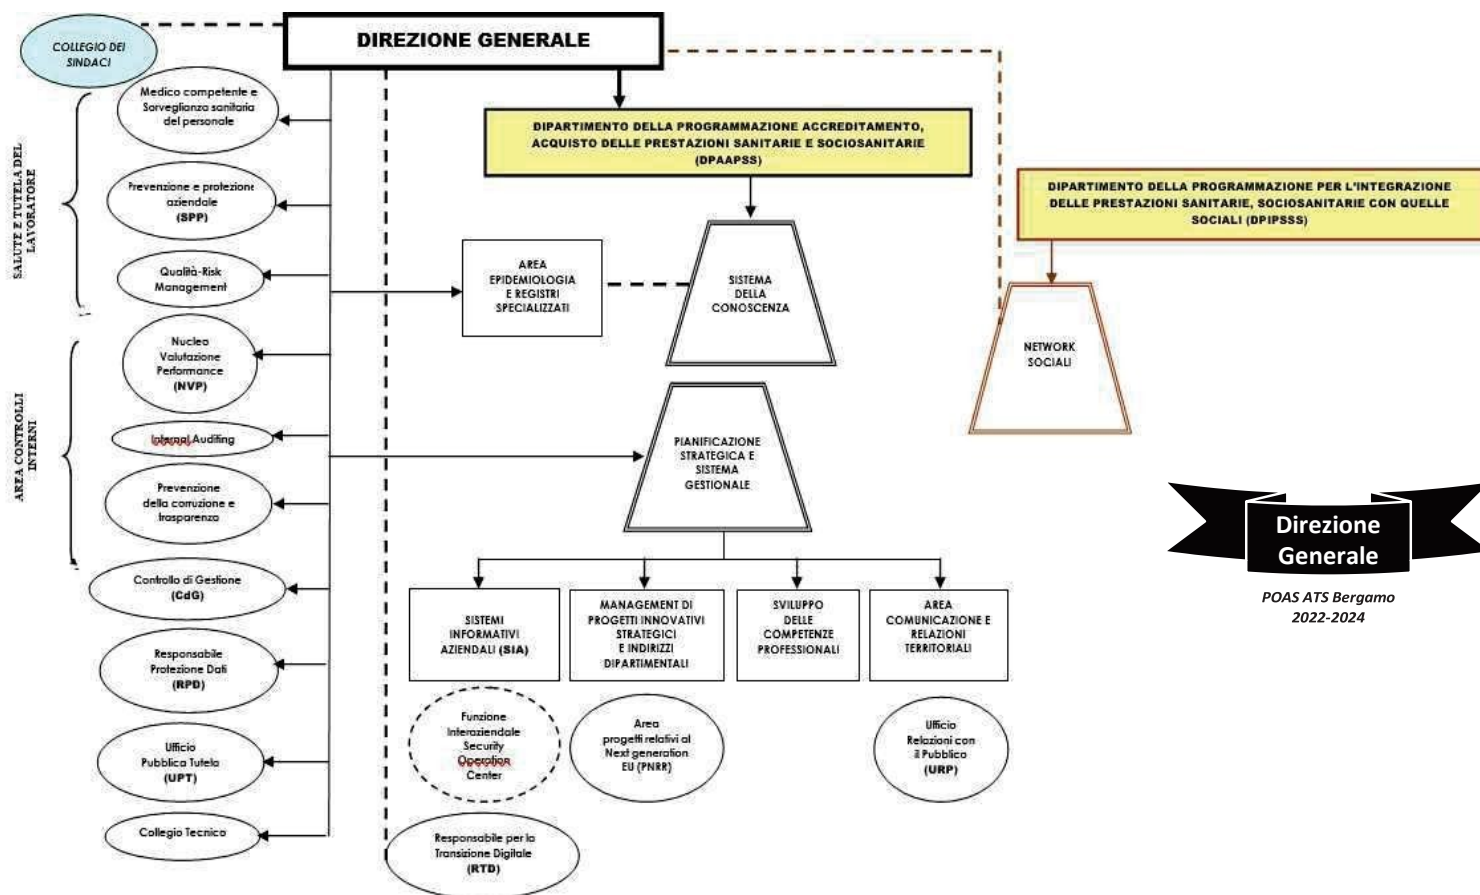 COLLEGIO DEI
SINDACI
DIREZIONE GENERALE
SALUTE E TUTELA DEL
LAVORATORE
Medico competente e
Sorveglianza sanitaria
del personale
Prevenzione e protezione
aziendale
(SPP)
Qualità-Risk
Management
AREA CONTROLLI
INTERNI
Nucleo
Valutazione
Performance
(NVP)
Internal Auditing
Prevenzione
della corruzione e
trasparenza
Controllo di Gestione
(CdG)
Responsabile
Protezione Dati
(RPD)
Ufficio
Pubblica Tutela
(UPT)
Collegio Tecnico
DIPARTIMENTO DELLA PROGRAMMAZIONE ACCREDITAMENTO,
ACQUISTO DELLE PRESTAZIONI SANITARIE E SOCIOSANITARIE
(DPAAPSS)
DIPARTIMENTO DELLA PROGRAMMAZIONE PER L'INTEGRAZIONE
DELLE PRESTAZIONI SANITARIE, SOCIOSANITARIE CON QUELLE
SOCIALI (DPIPSSS)
AREA
EPIDEMIOLOGIA
E REGISTRI
SPECIALIZZATI
SISTEMA
DELLA
CONOSCENZA
NETWORK
SOCIALI
PIANIFICAZIONE
STRATEGICA E
SISTEMA
GESTIONALE
SISTEMI
INFORMATIVI
AZIENDALI (SIA)
MANAGEMENT DI
PROGETTI INNOVATIVI
STRATEGICI
E INDIRIZZI
DIPARTIMENTALI
SVILUPPO
DELLE
COMPETENZE
PROFESSIONALI
AREA
COMUNICAZIONE E
RELAZIONI
TERRITORIALI
Funzione
Interaziendale
Security
Operation
Center
Area
progetti relativi al
Next generation
EU (PNRR)
Ufficio
Relazioni con
il Pubblico
(URP)
Responsabile per la
Transizione Digitale
(RTD)
Direzione
Generale
POAS ATS Bergamo
2022-2024